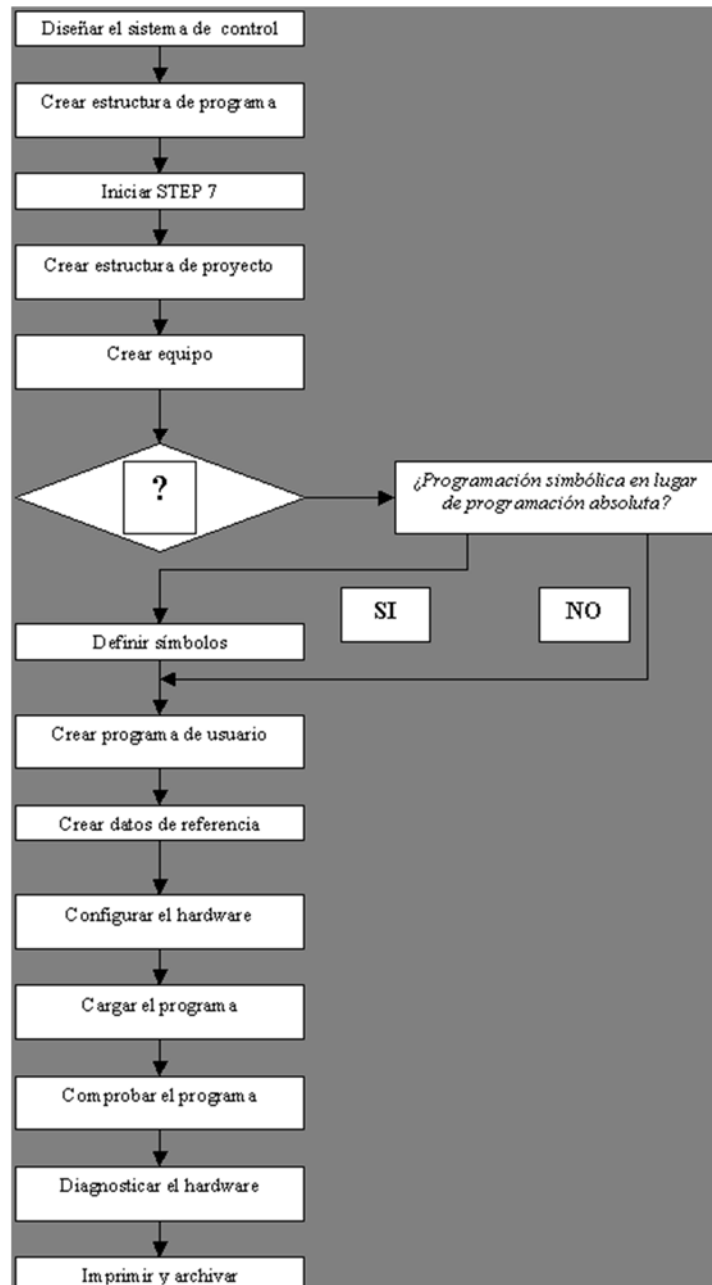 Diseñar el sistema de control
Crear estructura de programa
Iniciar STEP 7
Crear estructura de proyecto
Crear equipo
?
¿Programación simbólica en lugar
de programación absoluta?
SI
NO
Definir símbolos
Crear programa de usuario
Crear datos de referencia
Configurar el hardware
Cargar el programa
Comprobar el programa
Diagnosticar el hardware
Imprimir y archivar